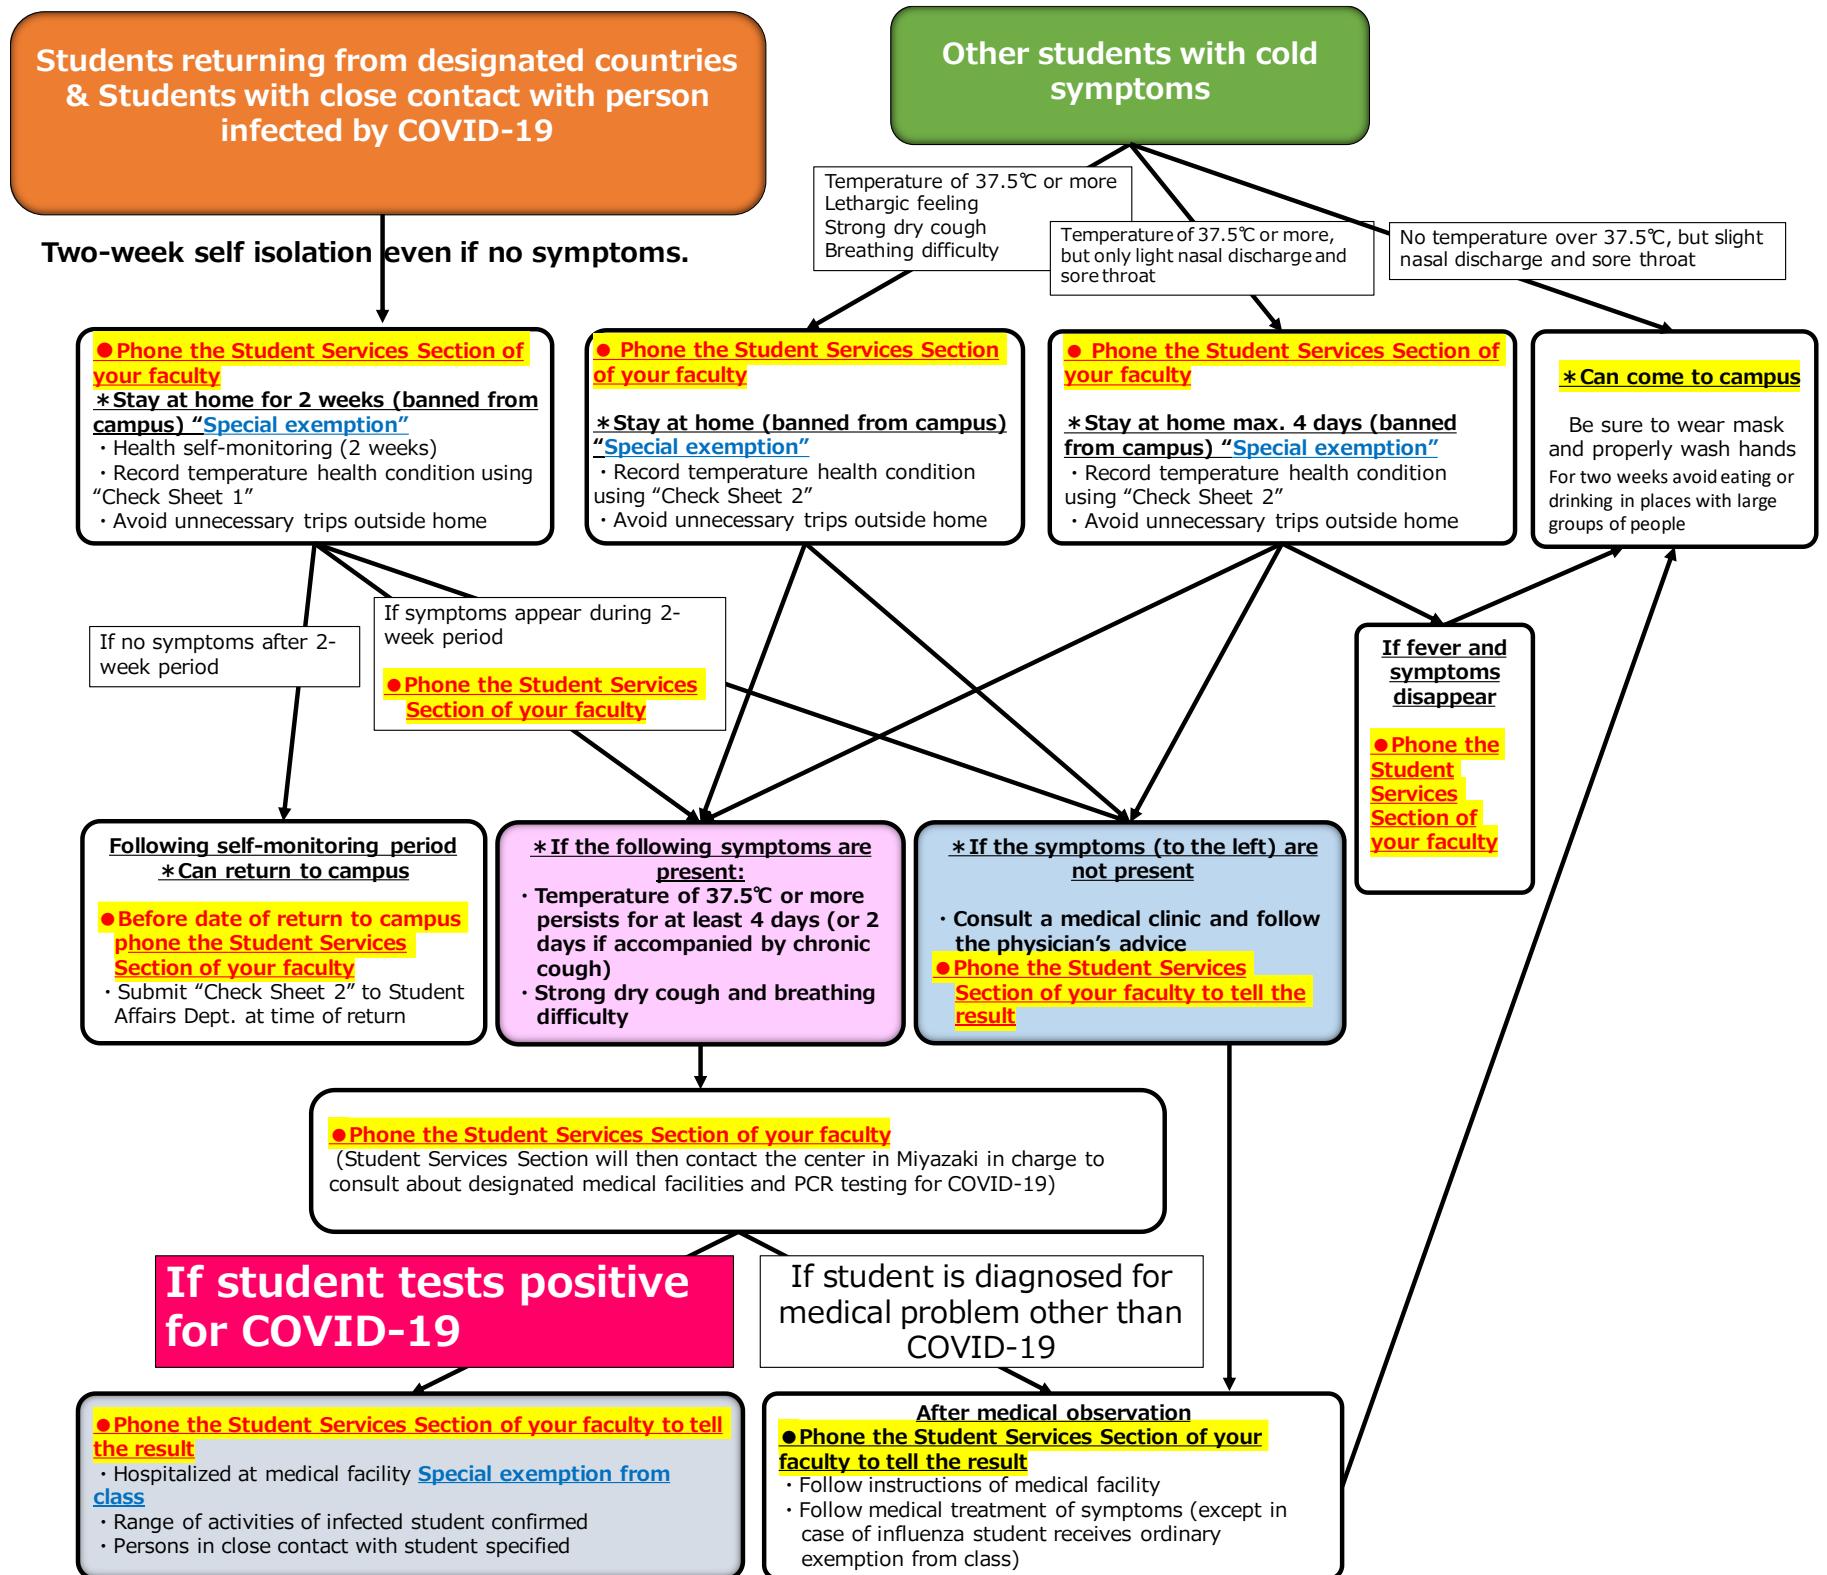 Students returning from designated countries
& Students with close contact with person
infected by COVID-19
Other students with cold
symptoms
Two-week self isolation even if no symptoms.
Temperature of 37.5℃ or more
Lethargic feeling
Strong dry cough
Breathing difficulty
Temperature of 37.5℃ or more,
but only light nasal discharge and
sore throat
No temperature over 37.5℃, but slight
nasal discharge and sore throat
●Phone the Student Services Section of
your faculty
＊Stay at home for 2 weeks (banned from
campus) “Special exemption”
・Health self-monitoring (2 weeks)
・Record temperature health condition using
“Check Sheet 1”
・Avoid unnecessary trips outside home
● Phone the Student Services Section
of your faculty
＊Stay at home (banned from campus)
“Special exemption”
・Record temperature health condition
using “Check Sheet 2”
・Avoid unnecessary trips outside home
● Phone the Student Services Section of
your faculty
＊Stay at home max. 4 days (banned
from campus) “Special exemption”
・Record temperature health condition
using “Check Sheet 2”
・Avoid unnecessary trips outside home
＊Can come to campus
Be sure to wear mask
and properly wash hands
For two weeks avoid eating or
drinking in places with large
groups of people
If no symptoms after 2-
week period
If symptoms appear during 2-
week period
●Phone the Student Services
Section of your faculty
If fever and
symptoms
disappear
●Phone the
Student
Services
Section of
your faculty
Following self-monitoring period
＊Can return to campus
●Before date of return to campus
phone the Student Services
Section of your faculty
・Submit “Check Sheet 2” to Student
Affairs Dept. at time of return
＊If the following symptoms are
present:
・Temperature of 37.5℃ or more
persists for at least 4 days (or 2
days if accompanied by chronic
cough)
・Strong dry cough and breathing
difficulty
＊If the symptoms (to the left) are
not present
・Consult a medical clinic and follow
the physician’s advice
●Phone the Student Services
Section of your faculty to tell the
result
●Phone the Student Services Section of your faculty
(Student Services Section will then contact the center in Miyazaki in charge to
consult about designated medical facilities and PCR testing for COVID-19)
If student tests positive
for COVID-19
If student is diagnosed for
medical problem other than
COVID-19
●Phone the Student Services Section of your faculty to tell
the result
・Hospitalized at medical facility Special exemption from
class
・Range of activities of infected student confirmed
・Persons in close contact with student specified
After medical observation
●Phone the Student Services Section of your
faculty to tell the result
・Follow instructions of medical facility
・Follow medical treatment of symptoms (except in
case of influenza student receives ordinary
exemption from class)